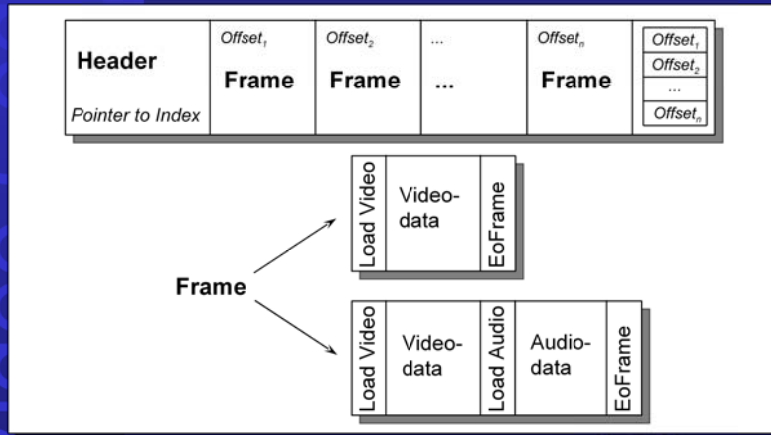 Header
Pointer to Index
Offset₁
Frame
Offset₂
Frame
...
...
Offsetₙ
Frame
Offset₁
Offset₂
...
Offsetₙ
Frame
Load Video
Video-
data
EoFrame
Load Video
Video-
data
Load Audio
Audio-
data
EoFrame